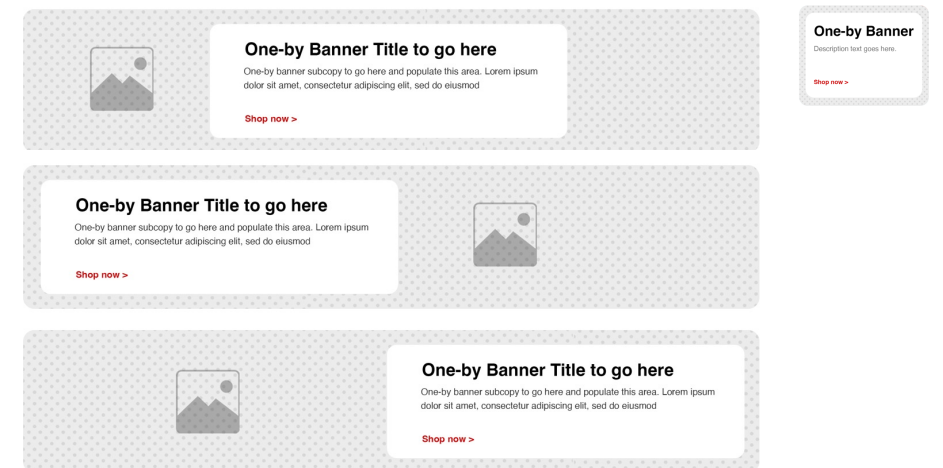 One-by Banner Title to go here
One-by banner subcopy to go here and populate this area. Lorem ipsum
dolor sit amet, consectetur adipiscing elit, sed do eiusmod
Shop now >
One-by Banner
Description text goes here.
Shop now >
One-by Banner Title to go here
One-by banner subcopy to go here and populate this area. Lorem ipsum
dolor sit amet, consectetur adipiscing elit, sed do eiusmod
Shop now >
One-by Banner Title to go here
One-by banner subcopy to go here and populate this area. Lorem ipsum
dolor sit amet, consectetur adipiscing elit, sed do eiusmod
Shop now >